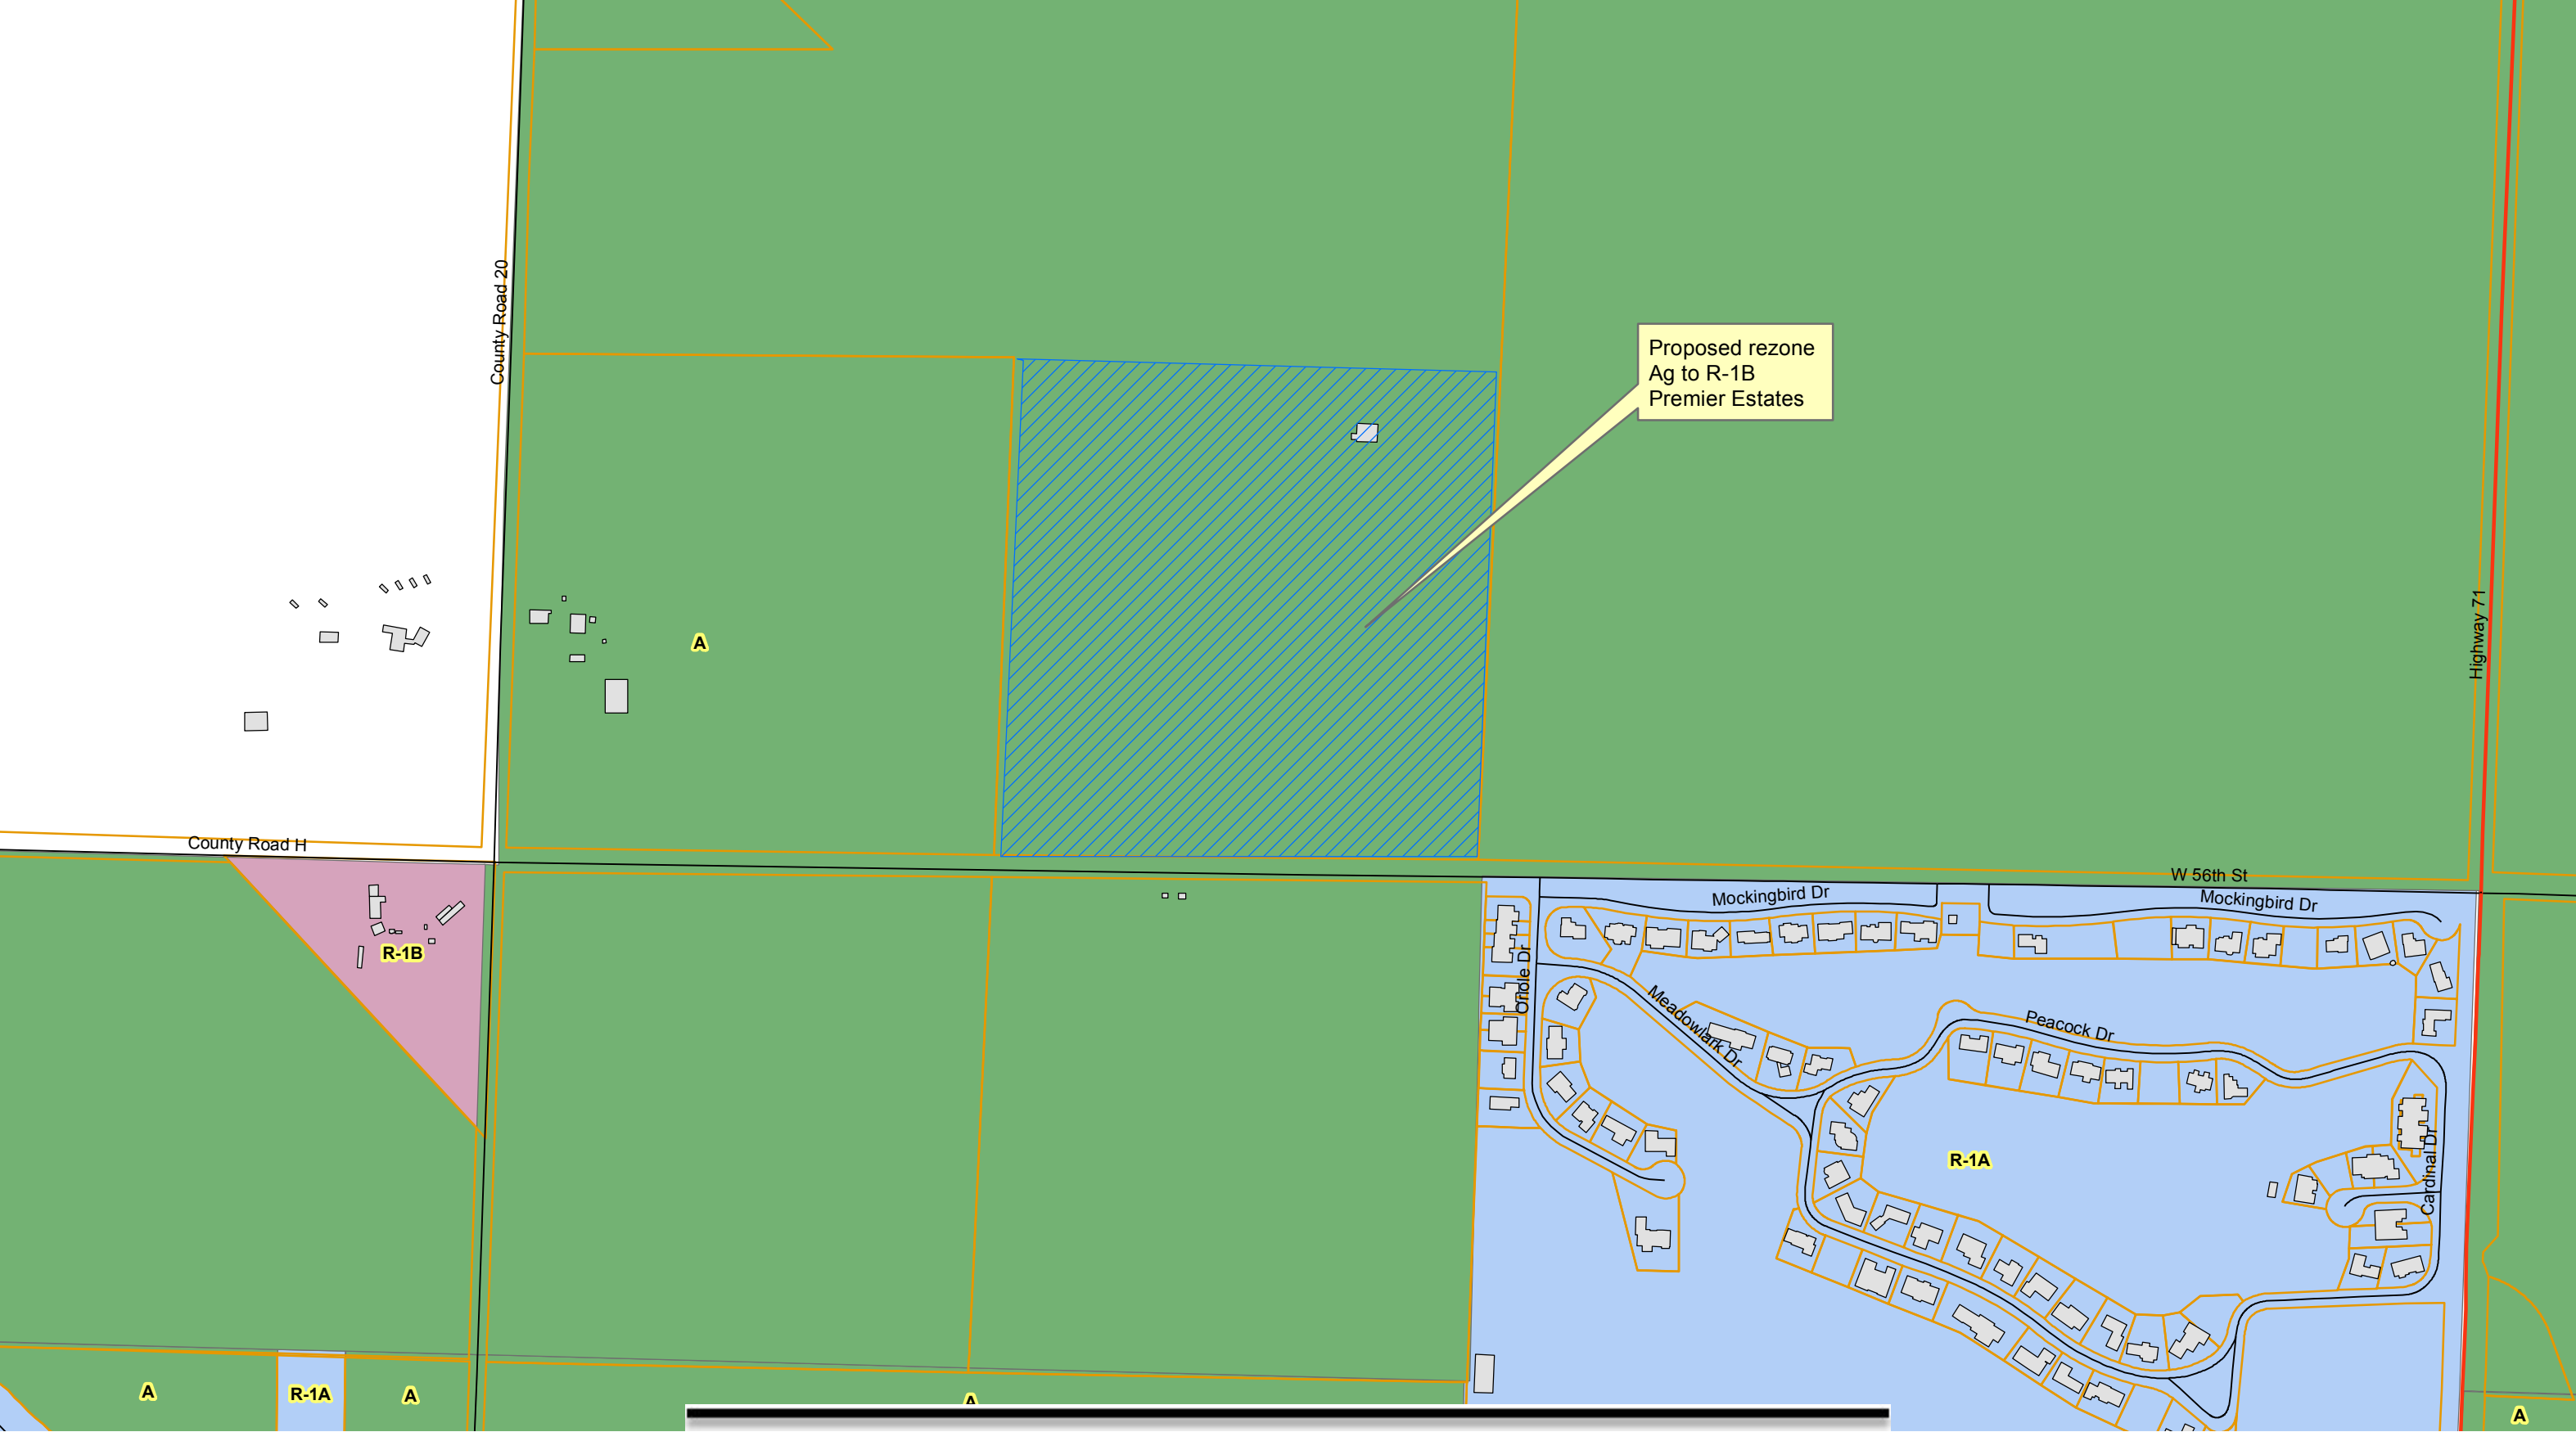 County Road 20
Proposed rezone
Ag to R-1B
Premier Estates
Highway 71
A
County Road H
W 56th St
Mockingbird Dr
Mockingbird Dr
R-1B
Oriole Dr
Meadowlark Dr
Peacock Dr
R-1A
Cardinal Dr
A
R-1A
A
A
A